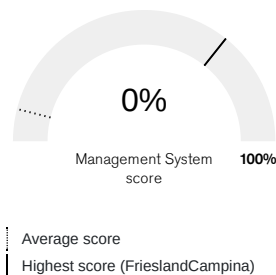 0%
Management System 100%
score
Average score
Highest score (FrieslandCampina)